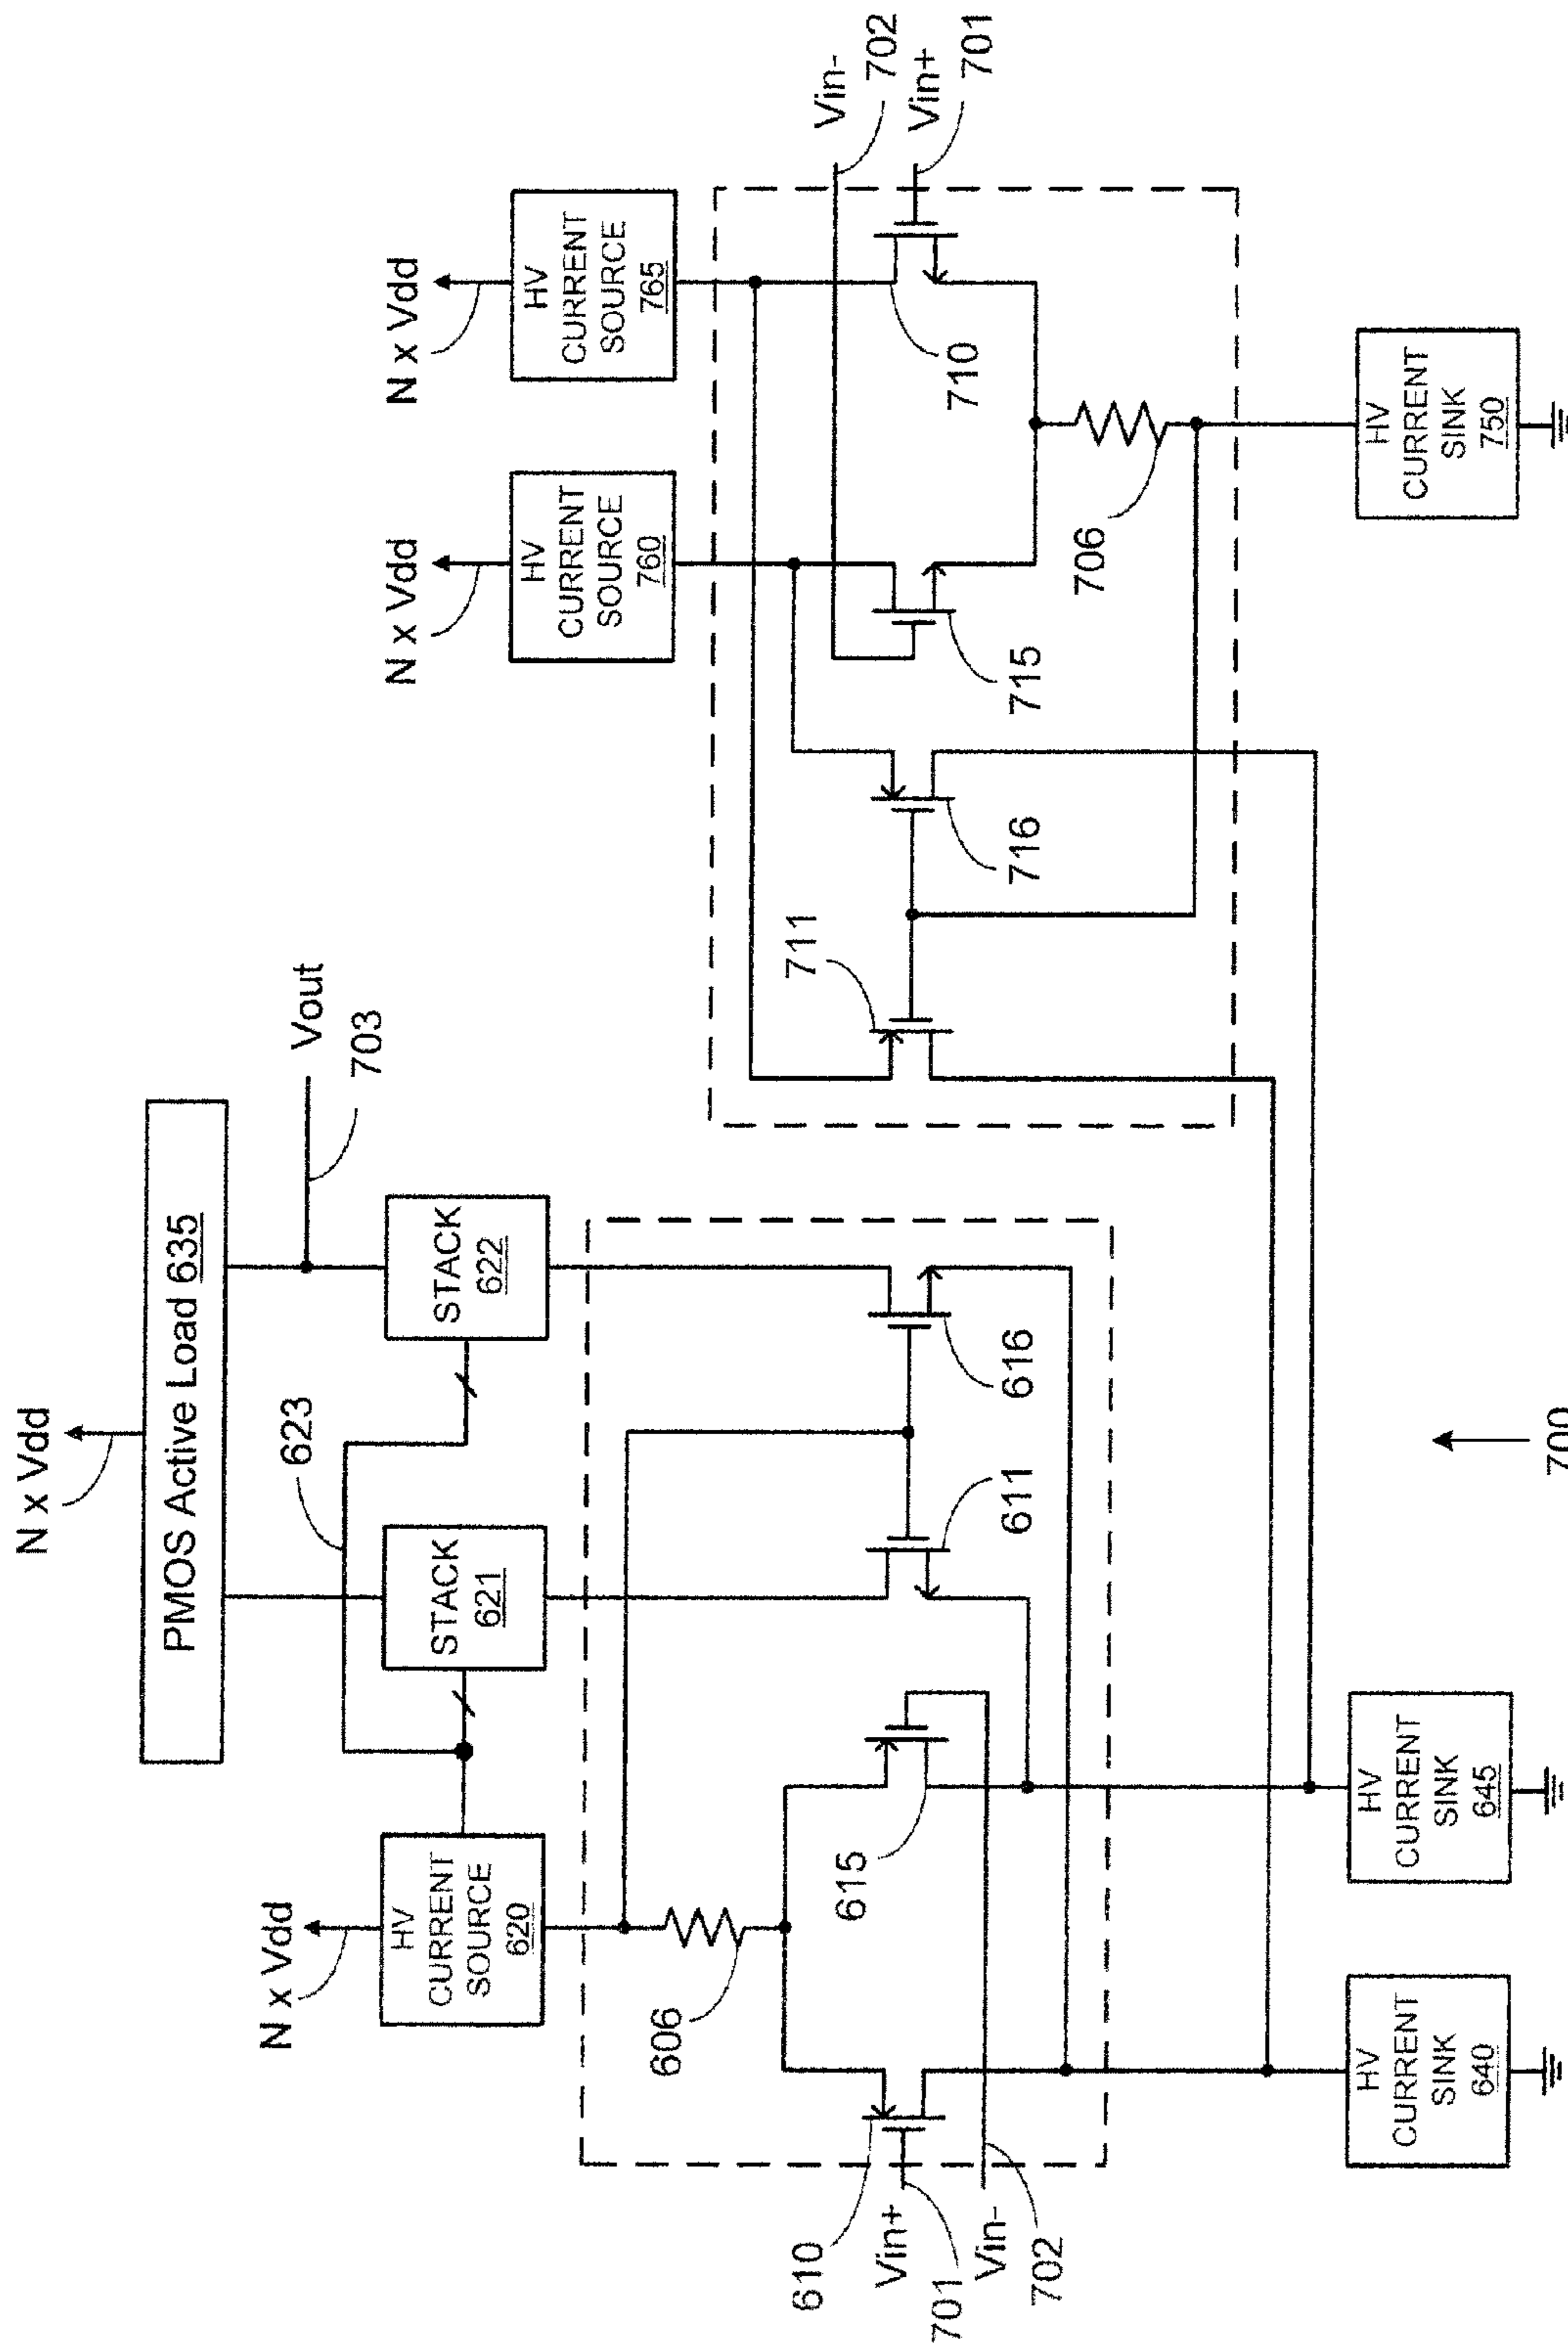 N x Vdd
PMOS Active Load 635
623
Vout
703
N x Vdd
HV
CURRENT
SOURCE
620
STACK
621
STACK
622
606
610
Vin+
701
Vin-
702
615
611
616
HV
CURRENT
SINK
640
HV
CURRENT
SINK
645
N x Vdd
HV
CURRENT
SOURCE
760
N x Vdd
HV
CURRENT
SOURCE
765
Vin-
702
Vin+
701
711
716
715
710
706
HV
CURRENT
SINK
750
700